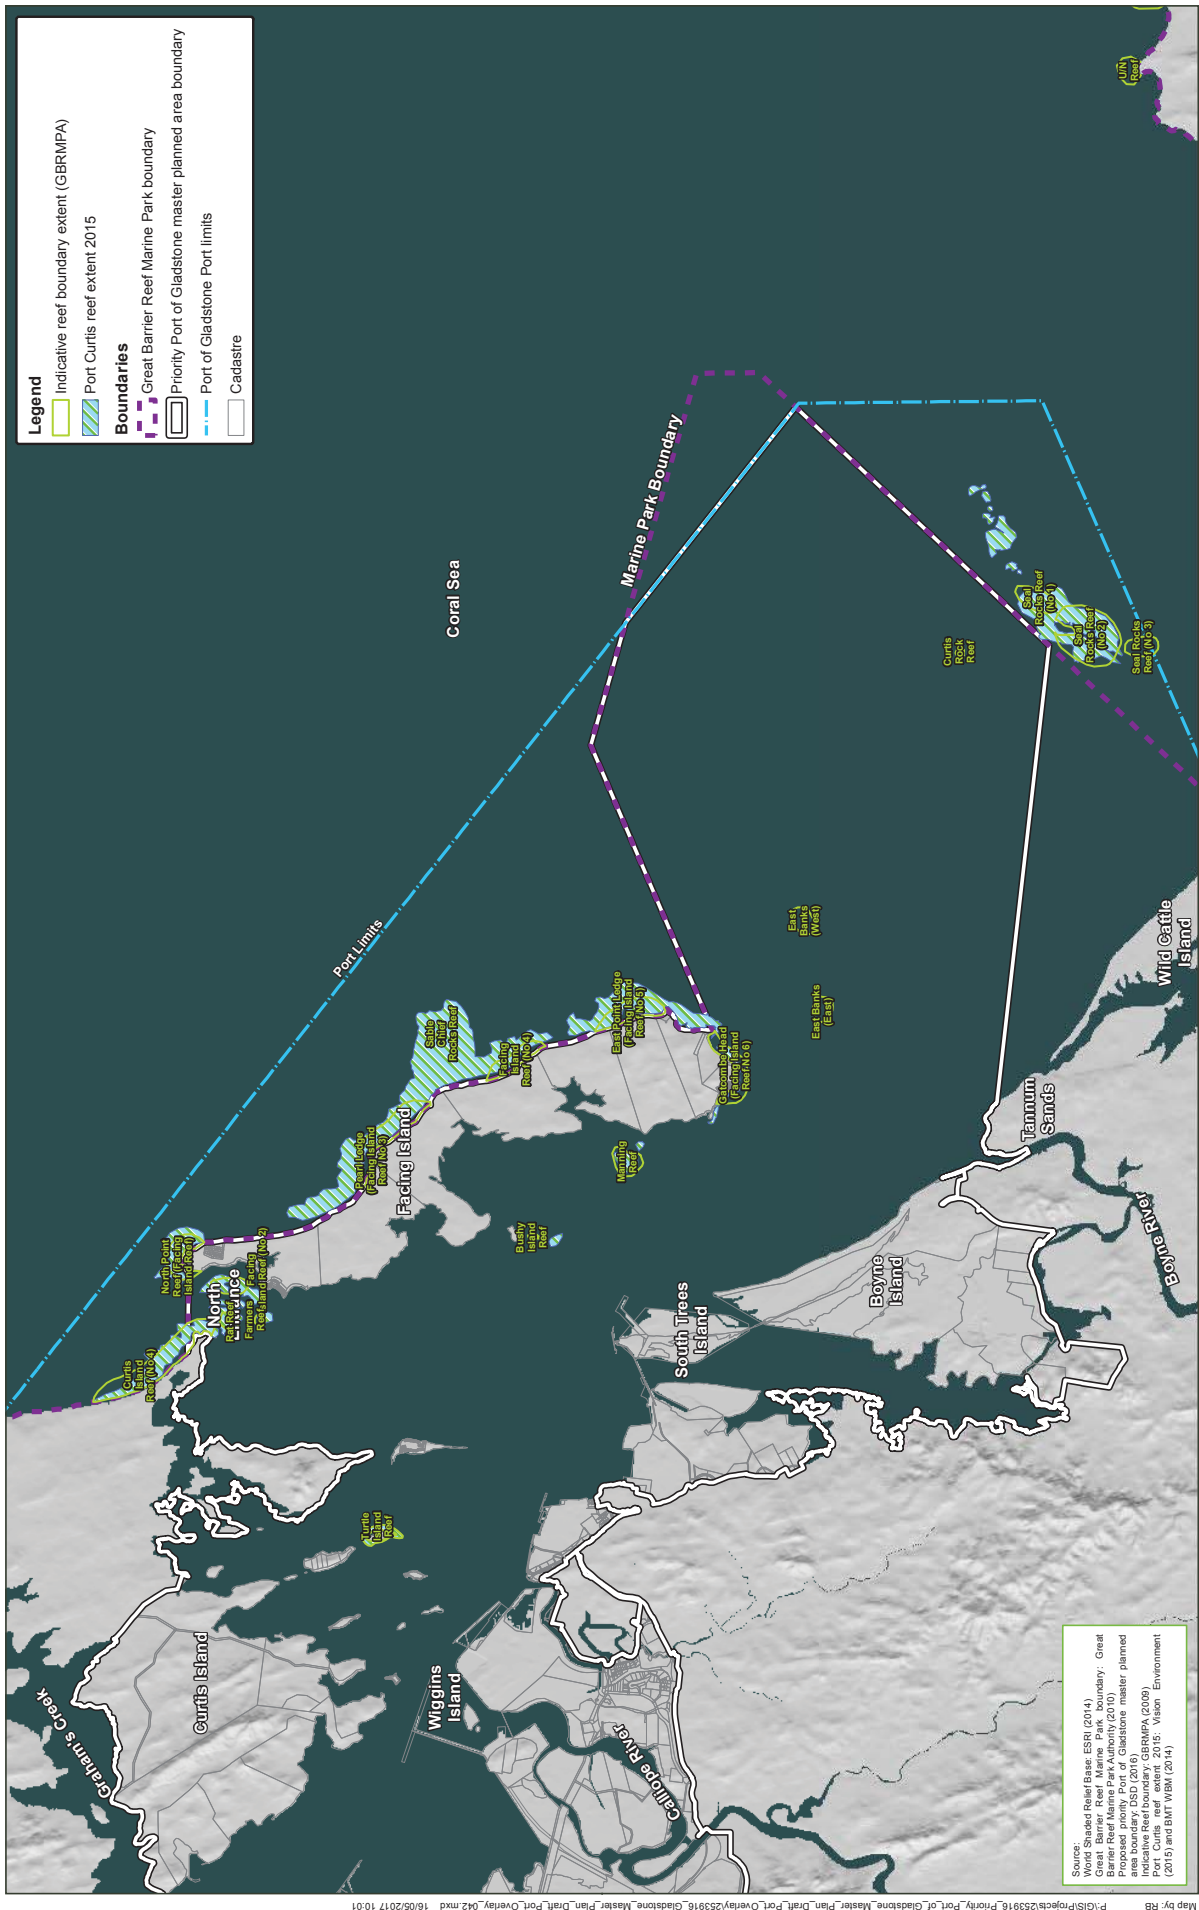 Legend
Indicative reef boundary extent (GBRMPA)
Port Curtis reef extent 2015
Boundaries
Great Barrier Reef Marine Park boundary
Priority Port of Gladstone master planned area boundary
Port of Gladstone Port limits
Cadastre
Graham's Creek
Curtis Island
Wiggins
Island
Calliope River
Turtle
Island
Reef
Curtis
Island
Reef (No 4)
North Point
Reef (Facing
Island Reef)
North
Entrance
Rat Reef
Farmers
Reef
Facing
Island Reef (No 2)
Pearl Ledge
(Facing Island
Reef No 3)
Facing Island
Sable
Chief
Rocks Reef
(Facing
Island
Reef (No 4)
East Point Ledge
(Facing Island
Reef No 5)
Gatcombe Head
(Facing Island
Reef No 6)
Manning
Reef
Bushy
Island
Reef
South Trees
Island
Boyne
Island
Tannum
Sands
Boyne River
Wild Cattle
Island
East Banks
(East)
East
Banks
(West)
Port Limits
Coral Sea
Marine Park Boundary
Curtis
Rock
Reef
Seal
Rocks Reef
(No 1)
Seal
Rocks Reef
(No 2)
Seal Rocks
Reef (No 3)
U/N
Reef
Source:
World Shaded Relief Base: ESRI (2014)
Great Barrier Reef Marine Park boundary: Great
Barrier Reef Marine Park Authority (2010)
Proposed priority Port of Gladstone master planned
area boundary: DSD (2016)
Indicative Reef boundary: GBRMPA (2009)
Port Curtis reef extent 2015: Vision Environment
(2015) and BMT WBM (2014)
Map by: RB
P:\GIS\Projects\253916_Priority_Port_of_Gladstone_Master_Plan_Draft_Port_Overlay\253916_Gladstone_Master_Plan_Draft_Port_Overlay_042.mxd 16/05/2017 10:01